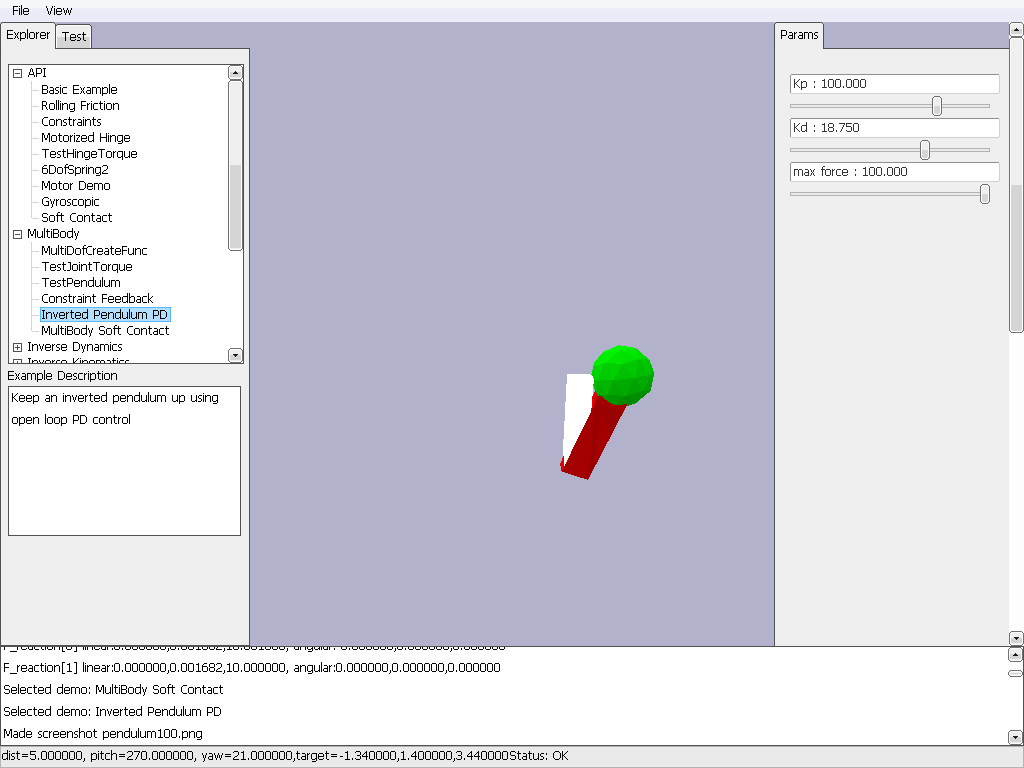 File View
Explorer Test
Params
API
Basic Example
Rolling Friction
Constraints
Motorized Hinge
TestHingeTorque
6DofSpring2
Motor Demo
Gyroscopic
Soft Contact
MultiBody
MultiDofCreateFunc
TestJointTorque
TestPendulum
Constraint Feedback
Inverted Pendulum PD
MultiBody Soft Contact
Inverse Dynamics
Inverse Kinematics
Example Description
Keep an inverted pendulum up using
open loop PD control
Kp : 100.000
Kd : 18.750
max force : 100.000
F_reaction[1] linear:0.000000,0.001682,10.000000, angular:0.000000,0.000000,0.000000
Selected demo: MultiBody Soft Contact
Selected demo: Inverted Pendulum PD
Made screenshot pendulum100.png
dist=5.000000, pitch=270.000000, yaw=21.000000,target=-1.340000,1.400000,3.440000Status: OK